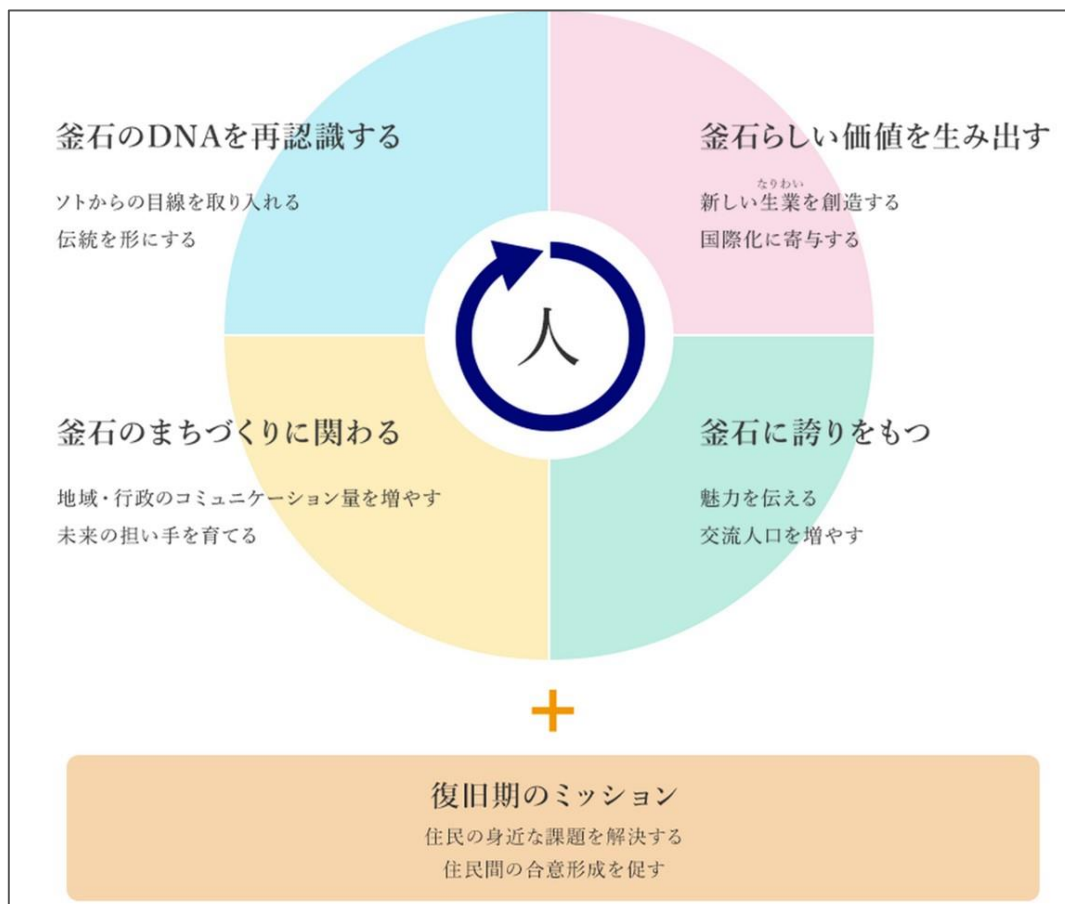 釜石のDNAを再認識する
ソトからの目線を取り入れる
伝統を形にする
釜石らしい価値を生み出す
なりわい
新しい生業を創造する
国際化に寄与する
人
釜石のまちづくりに関わる
地域・行政のコミュニケーション量を増やす
未来の担い手を育てる
釜石に誇りをもつ
魅力を伝える
交流人口を増やす
+
復旧期のミッション
住民の身近な課題を解決する
住民間の合意形成を促す